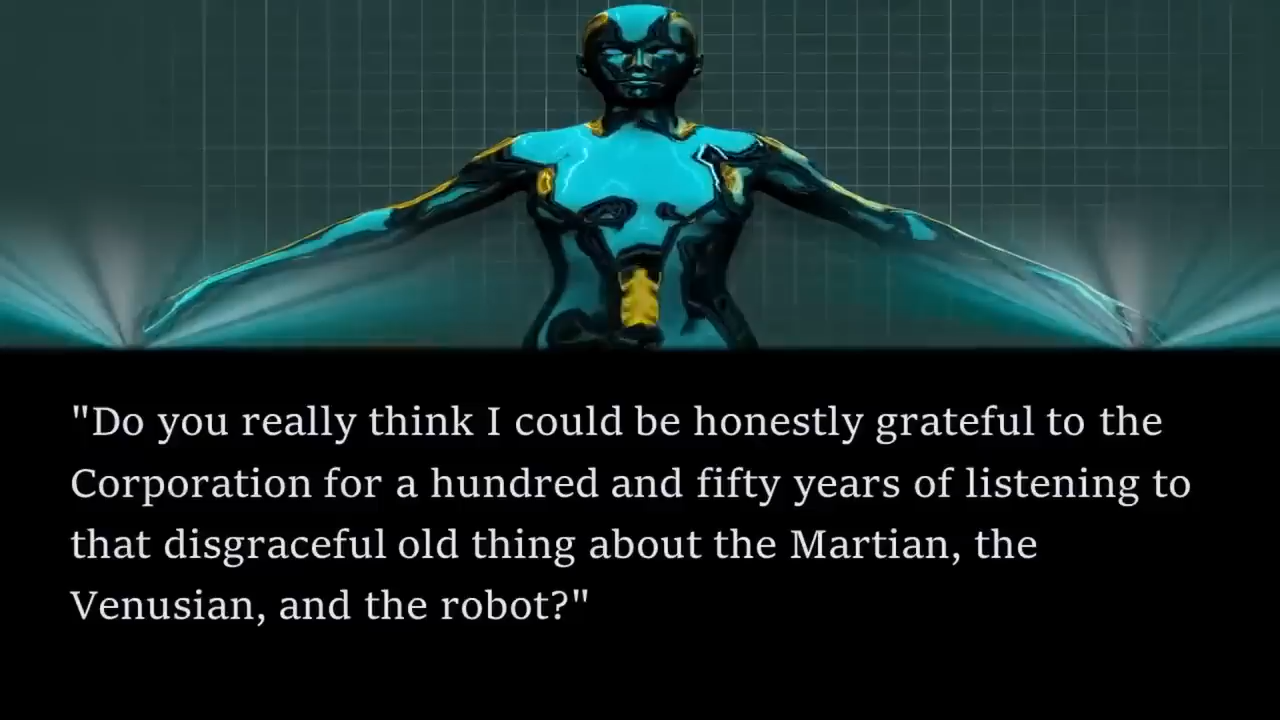 "Do you really think I could be honestly grateful to the
Corporation for a hundred and fifty years of listening to
that disgraceful old thing about the Martian, the
Venusian, and the robot?"